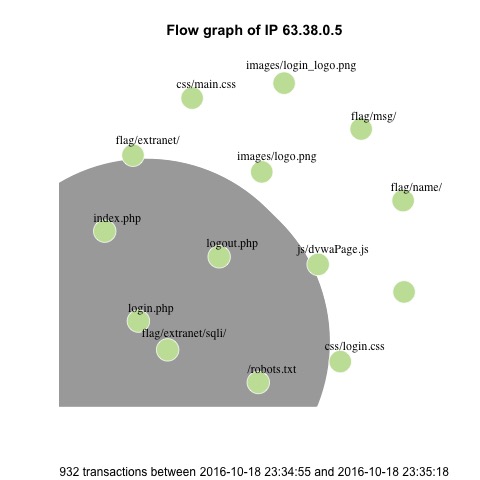 Flow graph of IP 63.38.0.5
images/login_logo.png
css/main.css
flag/msg/
flag/extranet/
images/logo.png
flag/name/
index.php
logout.php
js/dvwaPage.js
login.php
flag/extranet/sqli/
css/login.css
/robots.txt
932 transactions between 2016-10-18 23:34:55 and 2016-10-18 23:35:18